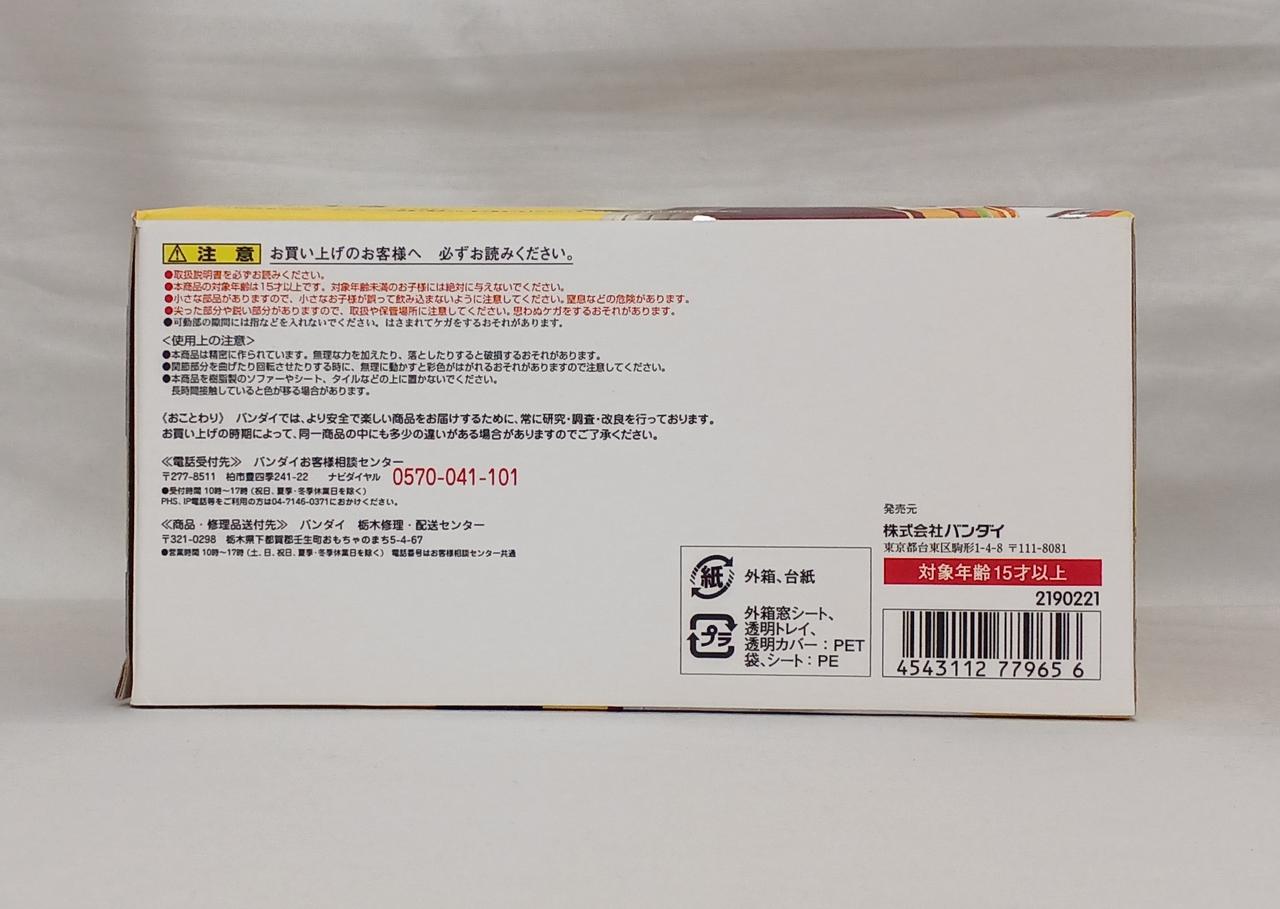 ⚠注 意 お買い上げのお客様へ 必ずお読みください。
●取扱説明書を必ずお読みください。
●本商品の対象年齢は15才以上です。対象年齢未満のお子様には絶対に与えないでください。
●小さな部品がありますので、小さなお子様が誤って飲み込まないように注意してください。窒息などの危険があります。
●尖った部分や鋭い部分がありますので、取扱や保管場所に注意してください。思わぬケガをするおそれがあります。
●可動部の隙間には指などを入れないでください。はさまれてケガをするおそれがあります。
<使用上の注意>
●本商品は精密に作られています。無理な力を加えたり、落としたりすると破損するおそれがあります。
●関節部分を曲げたり回転させたりする時に、無理に動かすと彩色がはがれるおそれがありますので注意してください。
●本商品を樹脂製のソファーやシート、タイルなどの上に置かないでください。
長時間接触していると色が移る場合があります。
《おことわり》 バンダイでは、より安全で楽しい商品をお届けするために、常に研究・調査・改良を行っております。
お買い上げの時期によって、同一商品の中にも多少の違いがある場合がありますのでご了承ください。
≪電話受付先≫ バンダイお客様相談センター
〒277-8511 柏市豊四季241-22 ナビダイヤル 0570-041-101
●受付時間 10時〜17時(祝日、夏季・冬季休業日を除く)
PHS、IP電話等をご利用の方は04-7146-0371におかけください。
≪商品・修理品送付先≫ バンダイ 栃木修理・配送センター
〒321-0298 栃木県下都賀郡壬生町おもちゃのまち5-4-67
●営業時間 10時〜17時(土、日、祝日、夏季・冬季休業日を除く) 電話番号はお客様相談センター共通
紙 外箱、台紙
プラ 外箱窓シート、
透明トレイ、
透明カバー:PET
袋、シート:PE
発売元
株式会社バンダイ
東京都台東区駒形1-4-8 〒111-8081
対象年齢15才以上
2190221
4543112 77965 6